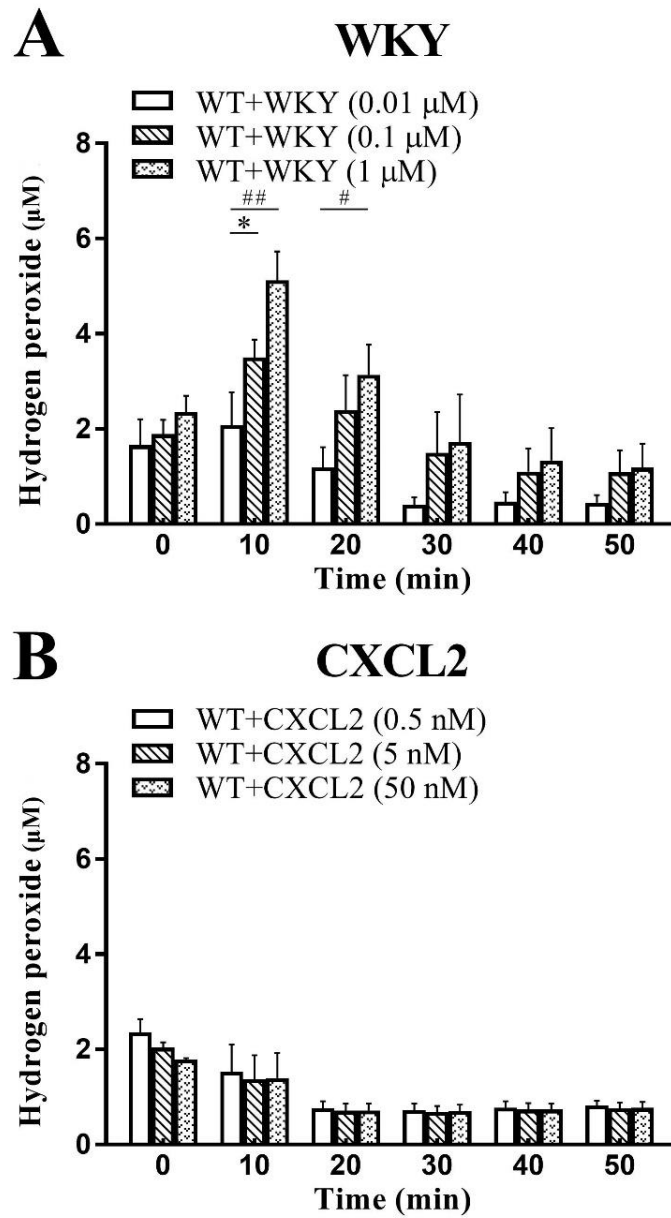 A WKY
WT+WKY (0.01 μM)
WT+WKY (0.1 μM)
WT+WKY (1 μM)
## #
*
Hydrogen peroxide (μM)
8
6
4
2
0
0 10 20 30 40 50
Time (min)
B CXCL2
WT+CXCL2 (0.5 nM)
WT+CXCL2 (5 nM)
WT+CXCL2 (50 nM)
Hydrogen peroxide (μM)
8
6
4
2
0
0 10 20 30 40 50
Time (min)